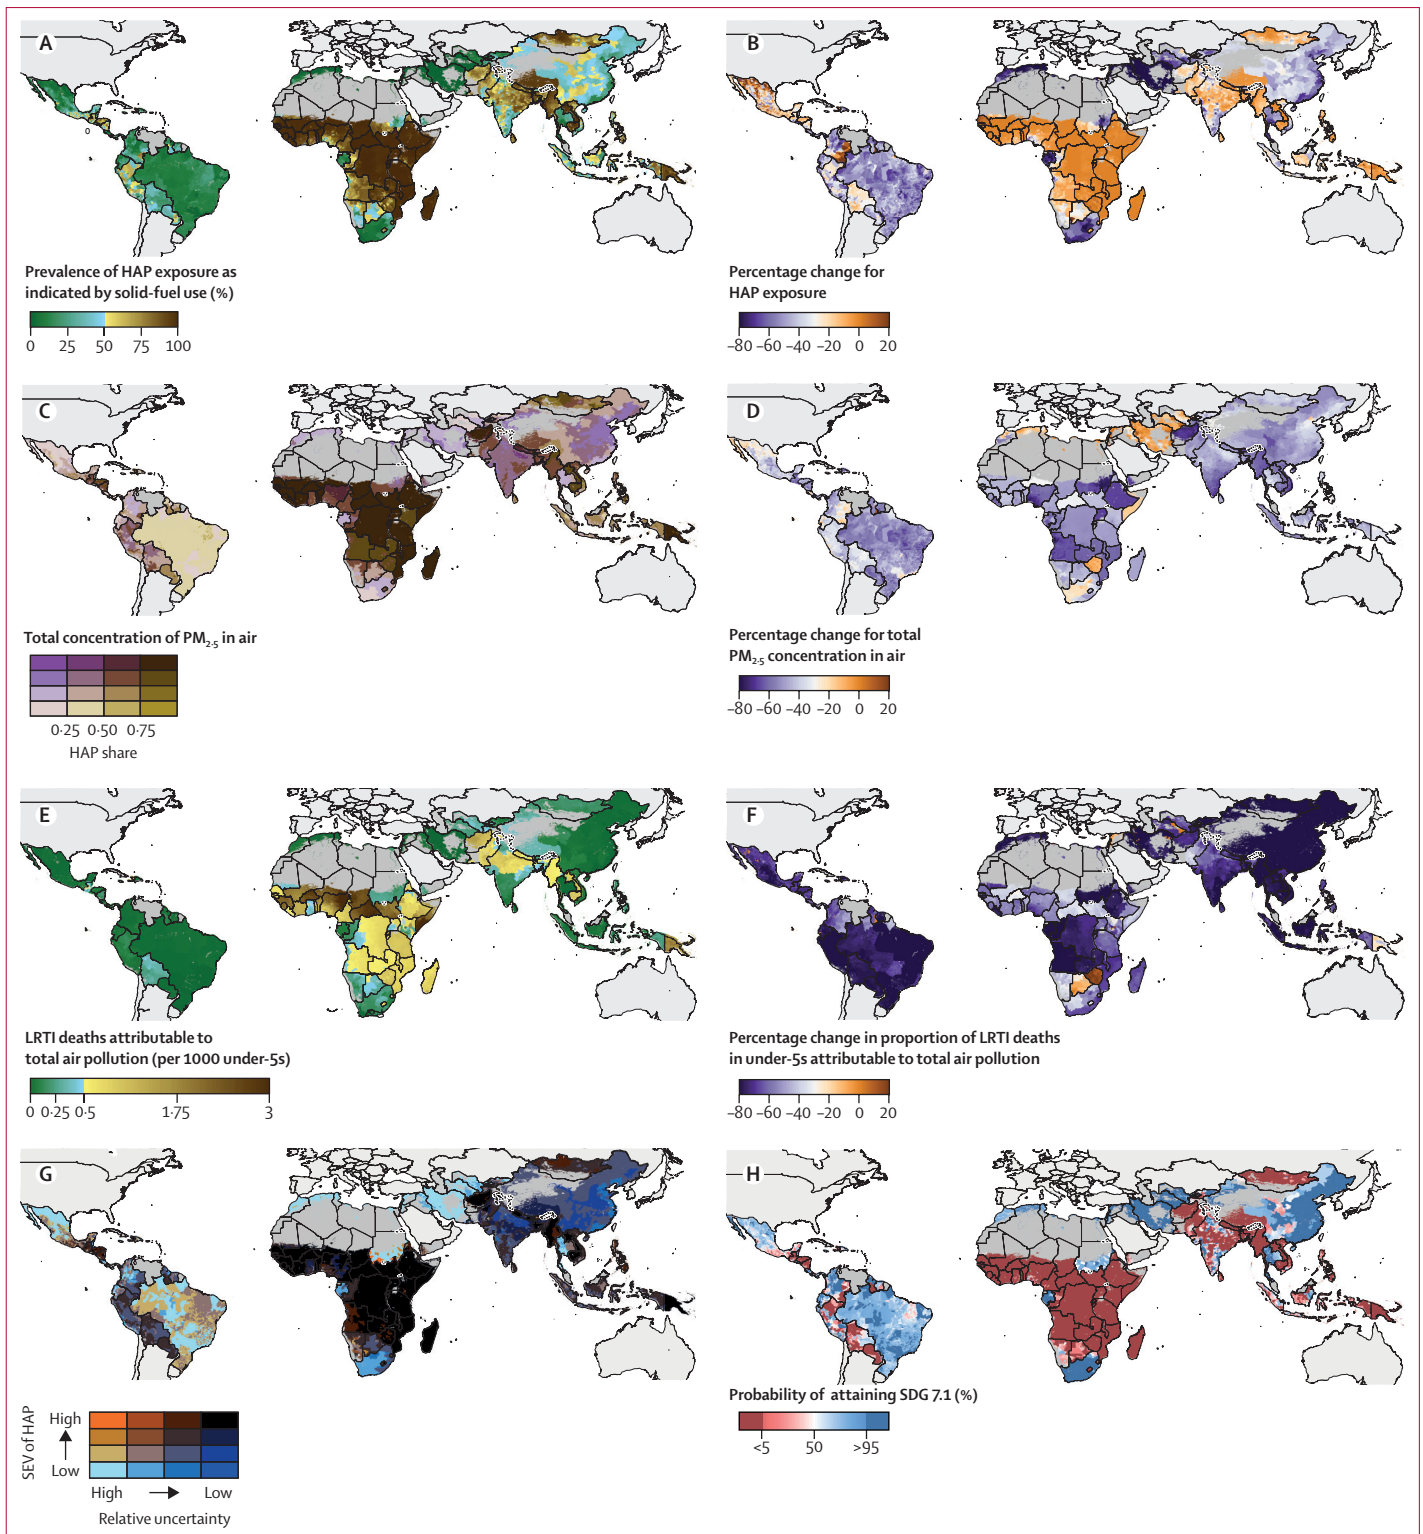 A
B
Prevalence of HAP exposure as
indicated by solid-fuel use (%)
0 25 50 75 100
Percentage change for
HAP exposure
–80 –60 –40 –20 0 20
C
D
Total concentration of PM2·5 in air
0·25 0·50 0·75
HAP share
Percentage change for total
PM2·5 concentration in air
–80 –60 –40 –20 0 20
E
F
LRTI deaths attributable to
total air pollution (per 1000 under-5s)
0 0·25 0·5 1·75 3
Percentage change in proportion of LRTI deaths
in under-5s attributable to total air pollution
–80 –60 –40 –20 0 20
G
H
SEV of HAP
High
Low
High Low
Relative uncertainty
Probability of attaining SDG 7.1 (%)
<5 50 >95